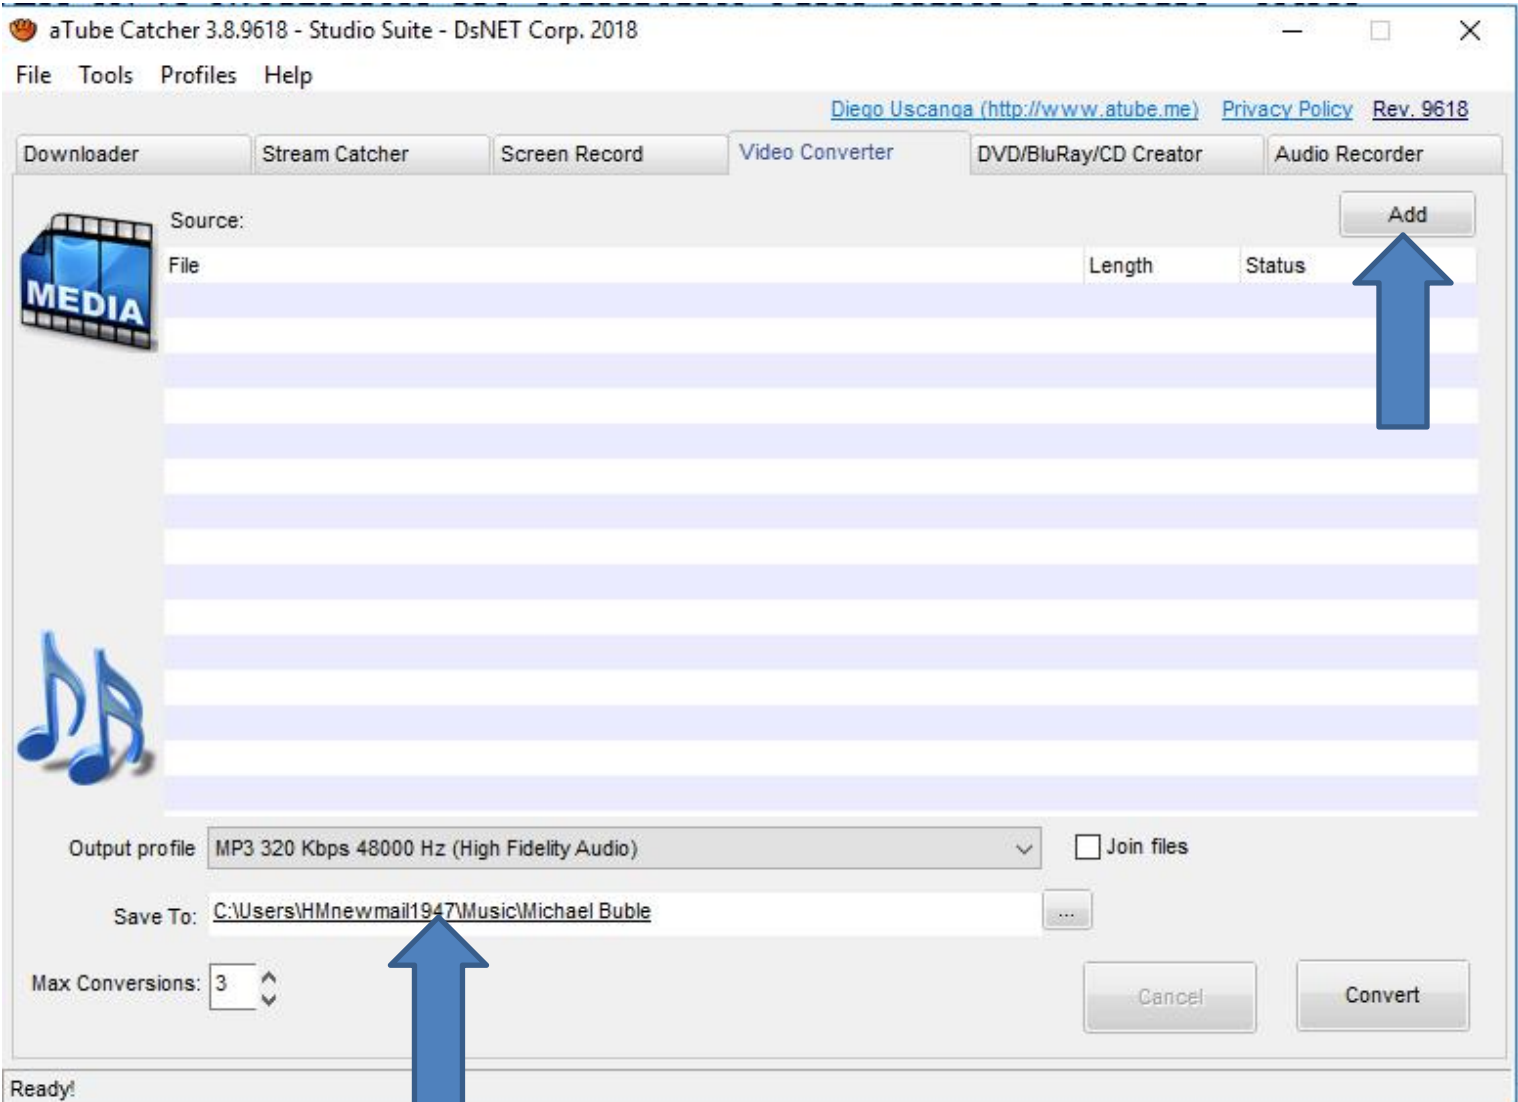 aTube Catcher 3.8.9618 - Studio Suite - DsNET Corp. 2018
File Tools Profiles Help
Diego Uscanga (http://www.atube.me) Privacy Policy Rev. 9618
Downloader Stream Catcher Screen Record Video Converter DVD/BluRay/CD Creator Audio Recorder
Source: Add
File Length Status
MEDIA
Output profile MP3 320 Kbps 48000 Hz (High Fidelity Audio) Join files
Save To: C:\Users\HMnewmail1947\Music\Michael Buble ...
Max Conversions: 3 Cancel Convert
Ready!